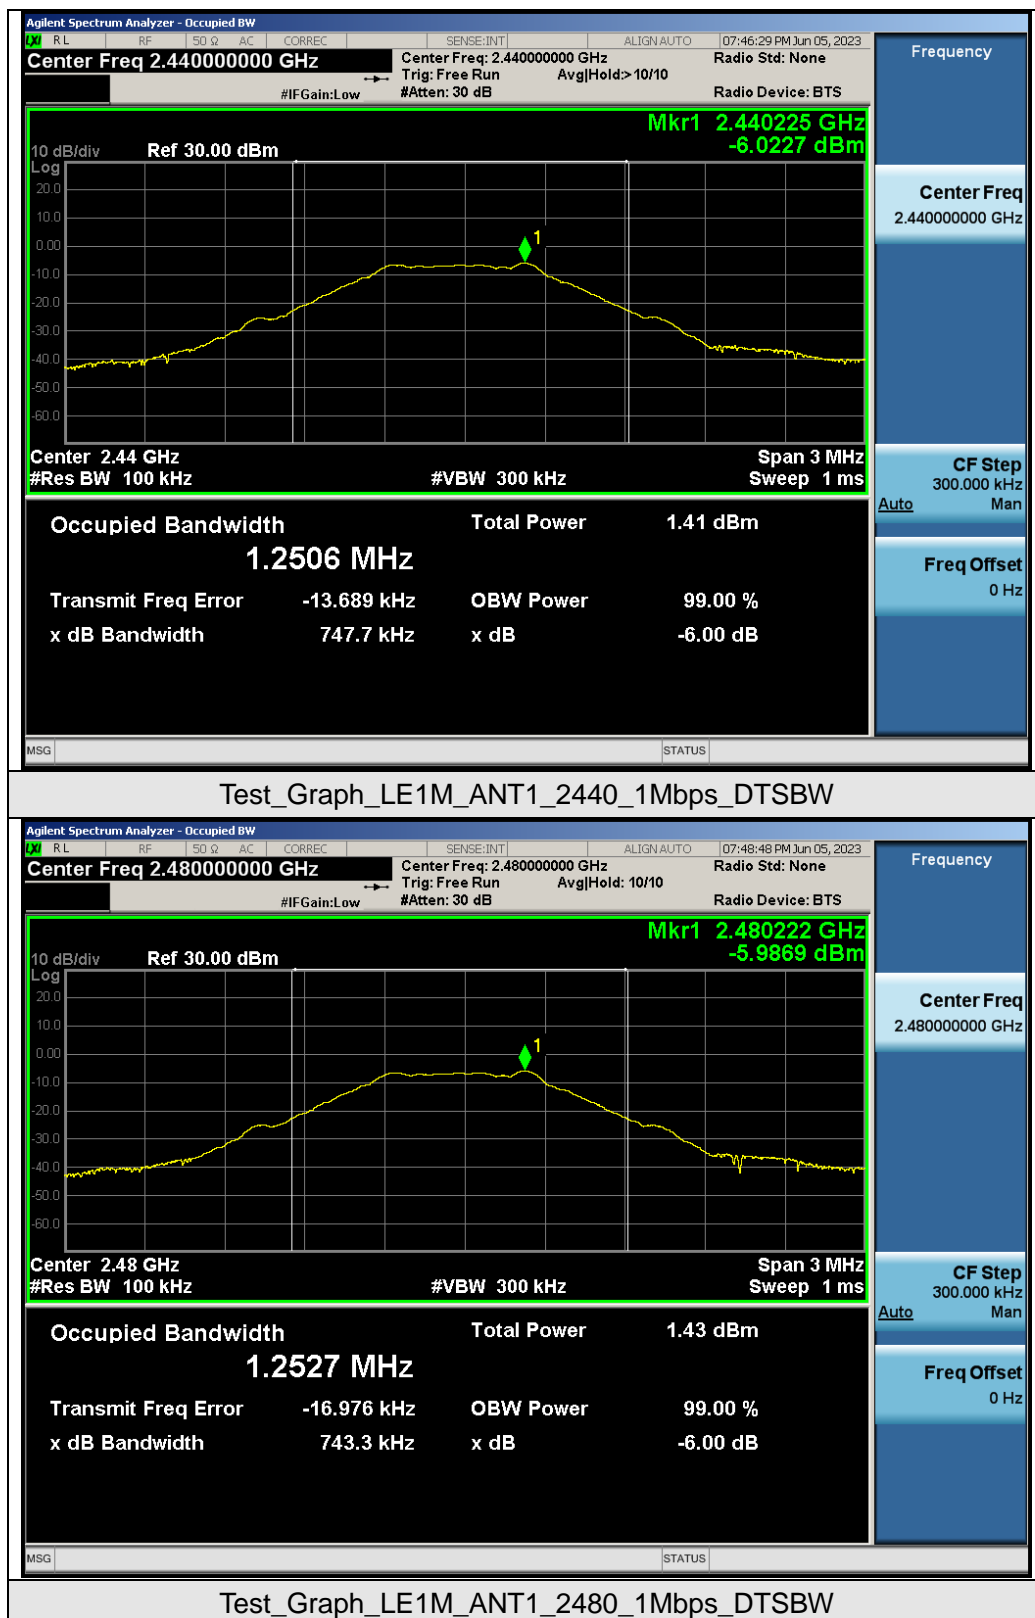 Agilent Spectrum Analyzer - Occupied BW
LXI RL RF 50 Ω AC CORREC SENSE:INT ALIGN AUTO 07:46:29 PM Jun 05, 2023
Center Freq 2.440000000 GHz Center Freq: 2.440000000 GHz Radio Std: None
Trig: Free Run Avg|Hold:> 10/10
#IFGain:Low #Atten: 30 dB Radio Device: BTS
Mkr1 2.440225 GHz
10 dB/div Ref 30.00 dBm -6.0227 dBm
Log
20.0
10.0
0.00
-10.0
-20.0
-30.0
-40.0
-50.0
-60.0
1
Center 2.44 GHz Span 3 MHz
#Res BW 100 kHz #VBW 300 kHz Sweep 1 ms
Occupied Bandwidth Total Power 1.41 dBm
1.2506 MHz
Transmit Freq Error -13.689 kHz OBW Power 99.00 %
x dB Bandwidth 747.7 kHz x dB -6.00 dB
MSG STATUS
Frequency
Center Freq
2.440000000 GHz
CF Step
300.000 kHz
Auto Man
Freq Offset
0 Hz
Test_Graph_LE1M_ANT1_2440_1Mbps_DTSBW
Agilent Spectrum Analyzer - Occupied BW
LXI RL RF 50 Ω AC CORREC SENSE:INT ALIGN AUTO 07:48:48 PM Jun 05, 2023
Center Freq 2.480000000 GHz Center Freq: 2.480000000 GHz Radio Std: None
Trig: Free Run Avg|Hold: 10/10
#IFGain:Low #Atten: 30 dB Radio Device: BTS
Mkr1 2.480222 GHz
10 dB/div Ref 30.00 dBm -5.9869 dBm
Log
20.0
10.0
0.00
-10.0
-20.0
-30.0
-40.0
-50.0
-60.0
1
Center 2.48 GHz Span 3 MHz
#Res BW 100 kHz #VBW 300 kHz Sweep 1 ms
Occupied Bandwidth Total Power 1.43 dBm
1.2527 MHz
Transmit Freq Error -16.976 kHz OBW Power 99.00 %
x dB Bandwidth 743.3 kHz x dB -6.00 dB
MSG STATUS
Frequency
Center Freq
2.480000000 GHz
CF Step
300.000 kHz
Auto Man
Freq Offset
0 Hz
Test_Graph_LE1M_ANT1_2480_1Mbps_DTSBW